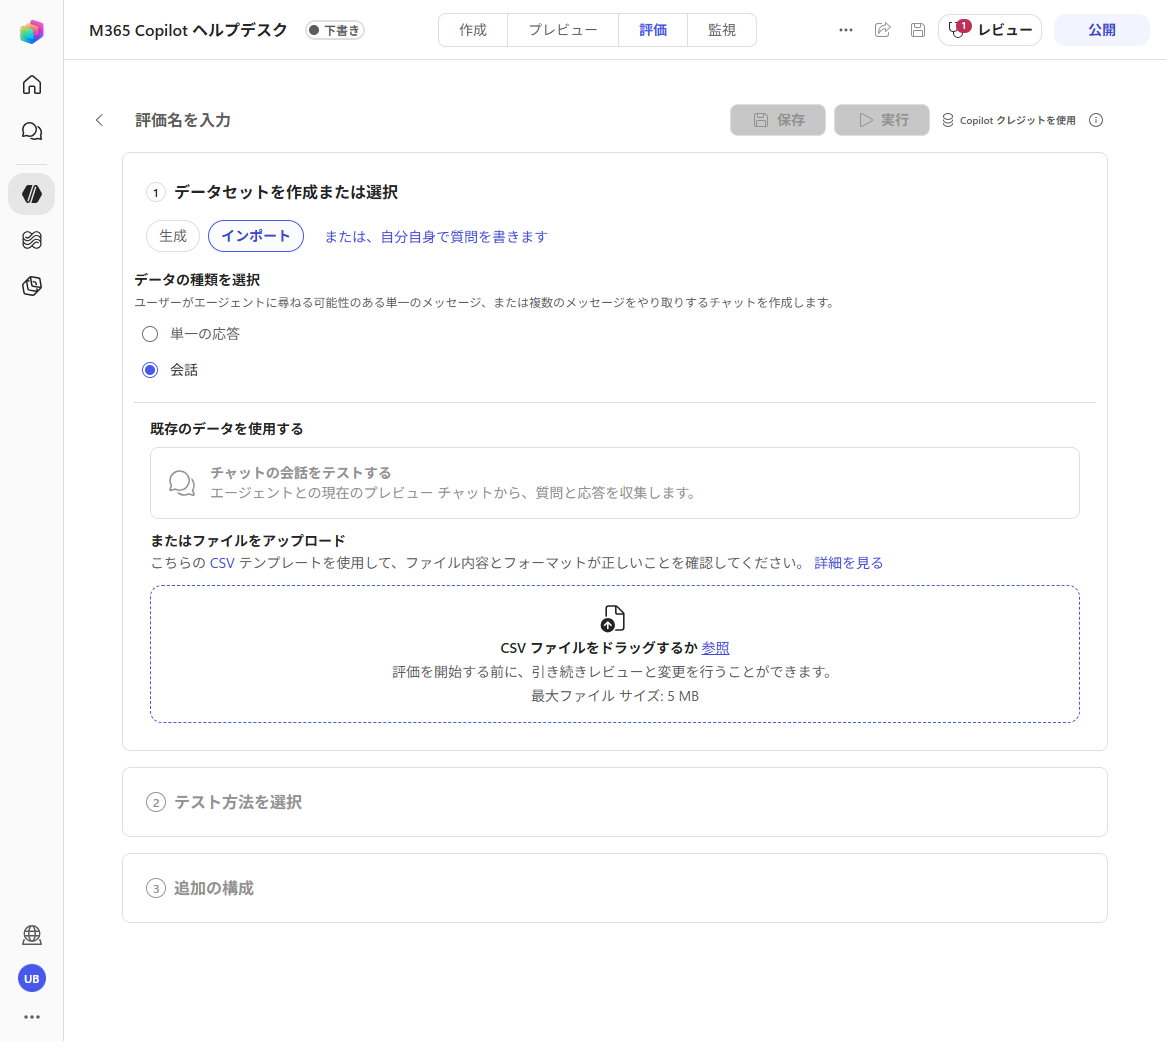 M365 Copilot ヘルプデスク
下書き
作成
プレビュー
評価
監視
1
レビュー
公開
評価名を入力
保存
実行
Copilot クレジットを使用
1 データセットを作成または選択
生成
インポート
または、自分自身で質問を書きます
データの種類を選択
ユーザーがエージェントに尋ねる可能性のある単一のメッセージ、または複数のメッセージをやり取りするチャットを作成します。
単一の応答
会話
既存のデータを使用する
チャットの会話をテストする
エージェントとの現在のプレビュー チャットから、質問と応答を収集します。
またはファイルをアップロード
こちらの CSV テンプレートを使用して、ファイル内容とフォーマットが正しいことを確認してください。 詳細を見る
CSV ファイルをドラッグするか 参照
評価を開始する前に、引き続きレビューと変更を行うことができます。
最大ファイル サイズ: 5 MB
2 テスト方法を選択
3 追加の構成
UB